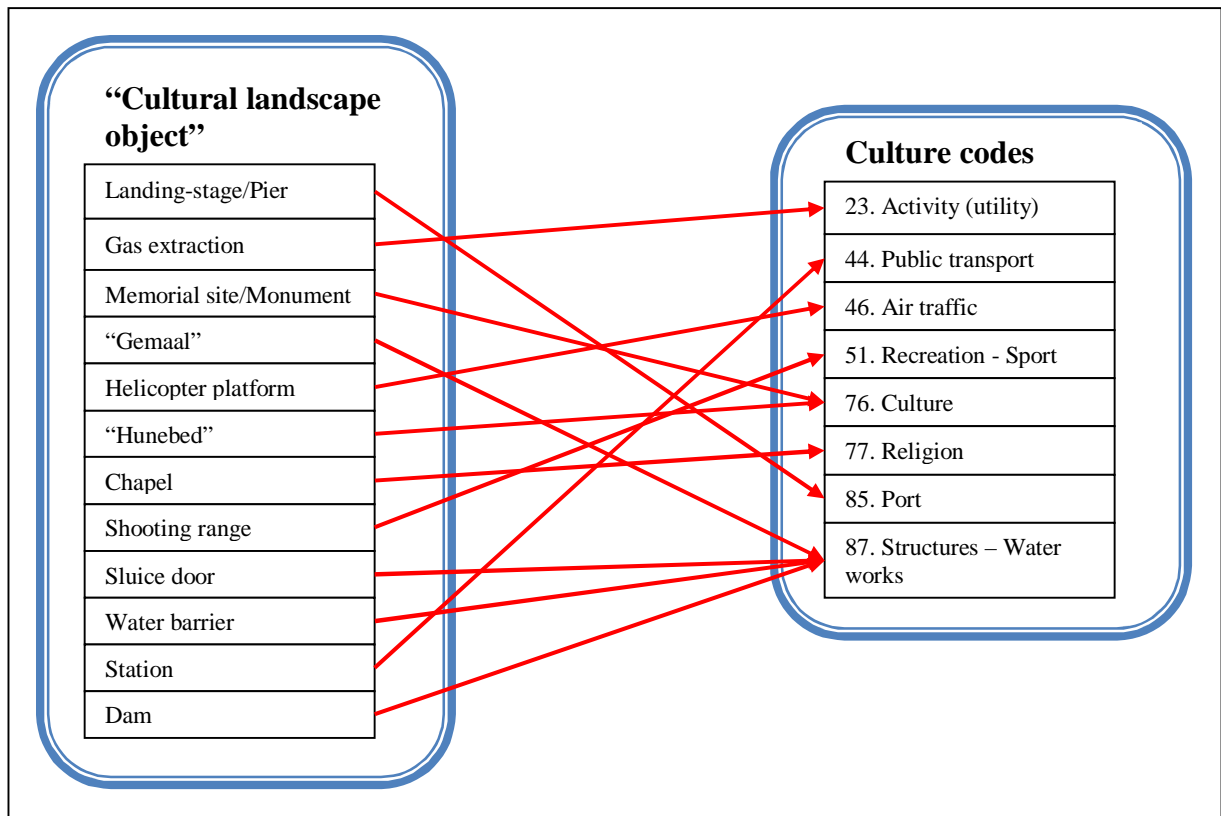 “Cultural landscape
object”
Landing-stage/Pier
Gas extraction
Memorial site/Monument
“Gemaal”
Helicopter platform
“Hunebed”
Chapel
Shooting range
Sluice door
Water barrier
Station
Dam
Culture codes
23. Activity (utility)
44. Public transport
46. Air traffic
51. Recreation - Sport
76. Culture
77. Religion
85. Port
87. Structures – Water
works